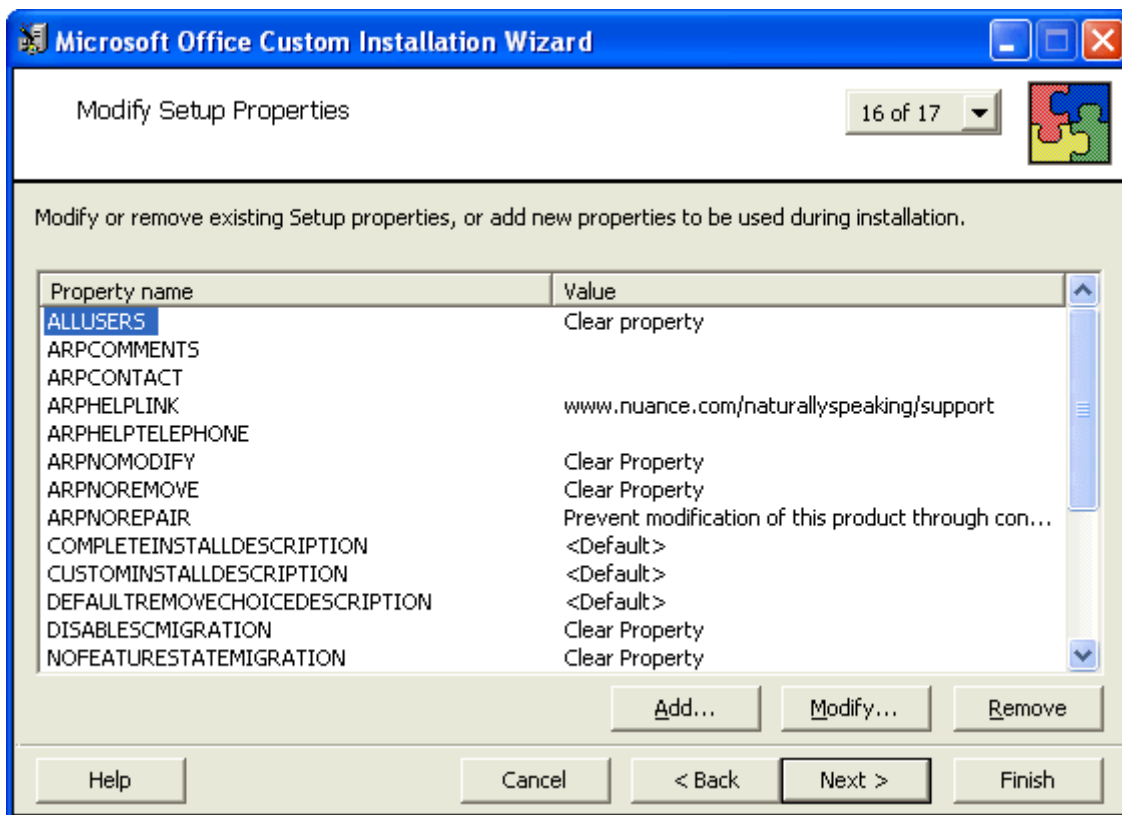 Microsoft Office Custom Installation Wizard
Modify Setup Properties
16 of 17
Modify or remove existing Setup properties, or add new properties to be used during installation.
Property name Value
ALLUSERS Clear property
ARPCOMMENTS
ARPCONTACT
ARPHELPLINK www.nuance.com/naturallyspeaking/support
ARPHELPTELEPHONE
ARPNOMODIFY Clear Property
ARPNOREMOVE Clear Property
ARPNOREPAIR Prevent modification of this product through con...
COMPLETEINSTALLDESCRIPTION <Default>
CUSTOMINSTALLDESCRIPTION <Default>
DEFAULTREMOVECHOICEDESCRIPTION <Default>
DISABLESCMIGRATION Clear Property
NOFEATURESTATEMIGRATION Clear Property
Add... Modify... Remove
Help Cancel < Back Next > Finish